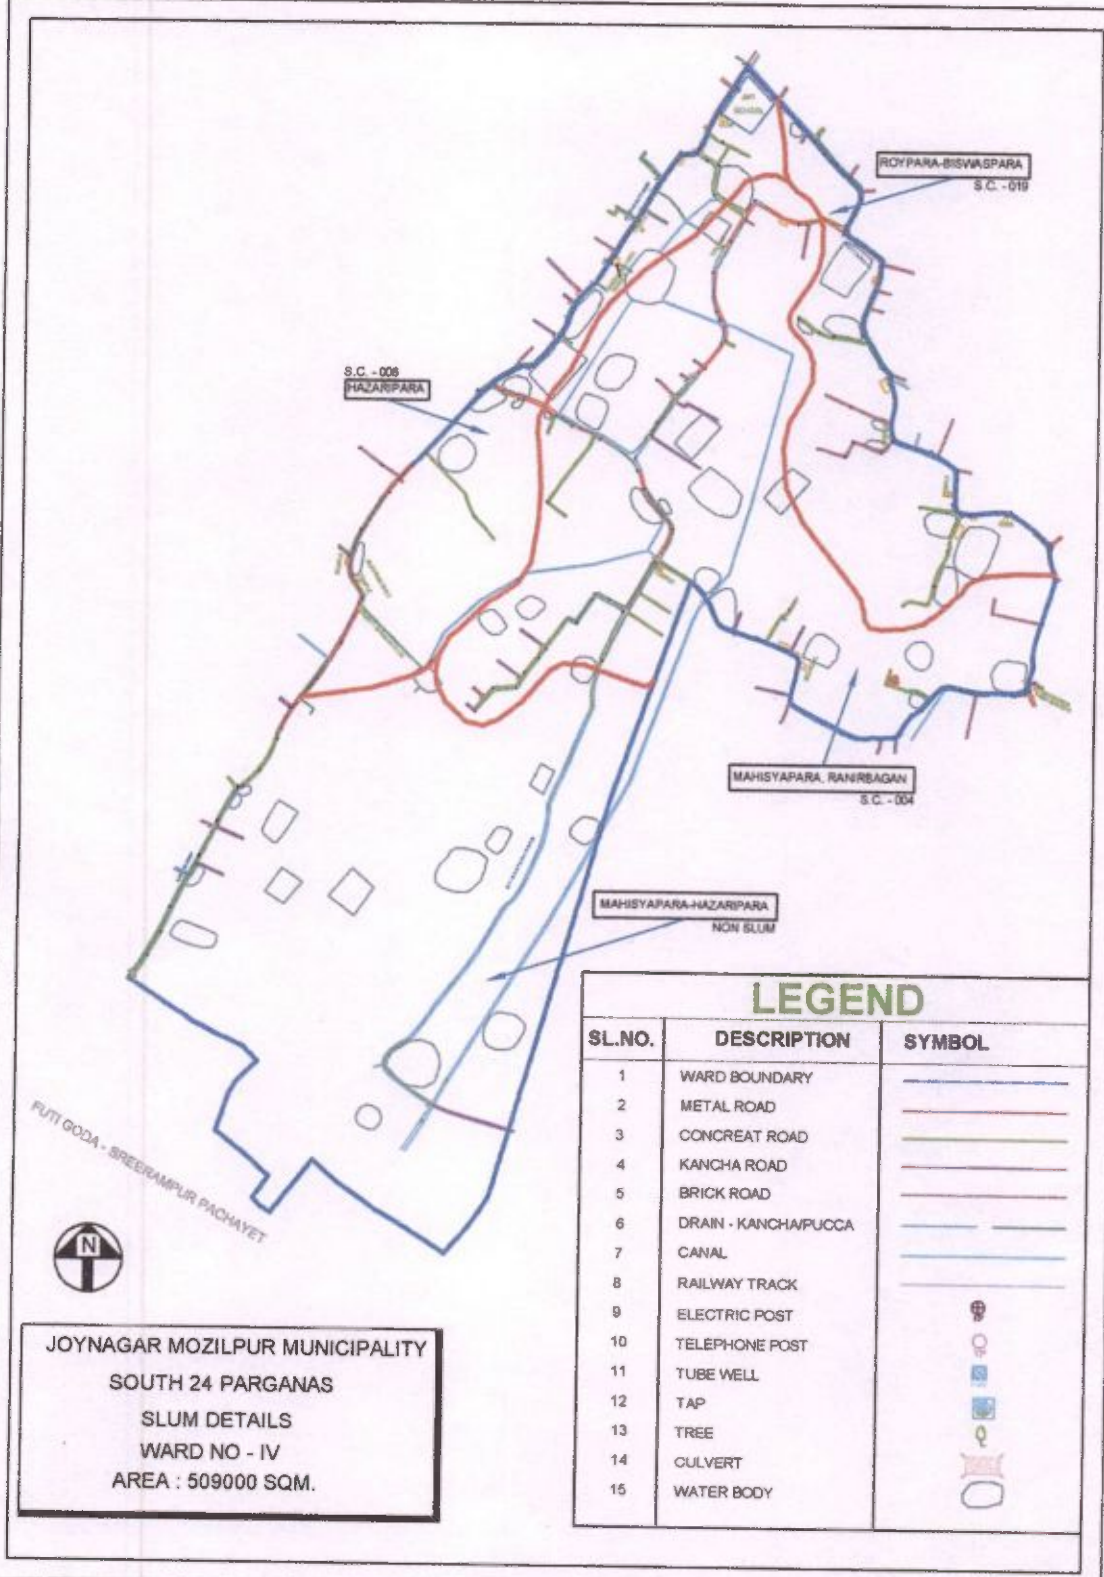 ROYPARA-BISWASPARA
S.C. - 019
S.C. - 008
HAZARIPARA
MAHISYAPARA, RANIRBAGAN
S.C. - 004
MAHISYAPARA-HAZARIPARA
NON SLUM
FUTI GODA - SREERAMPUR PACHAYET
N
LEGEND
SL.NO. DESCRIPTION SYMBOL
1 WARD BOUNDARY
2 METAL ROAD
3 CONCREAT ROAD
4 KANCHA ROAD
5 BRICK ROAD
6 DRAIN - KANCHA/PUCCA
7 CANAL
8 RAILWAY TRACK
9 ELECTRIC POST
10 TELEPHONE POST
11 TUBE WELL
12 TAP
13 TREE
14 CULVERT
15 WATER BODY
JOYNAGAR MOZILPUR MUNICIPALITY
SOUTH 24 PARGANAS
SLUM DETAILS
WARD NO - IV
AREA : 509000 SQM.